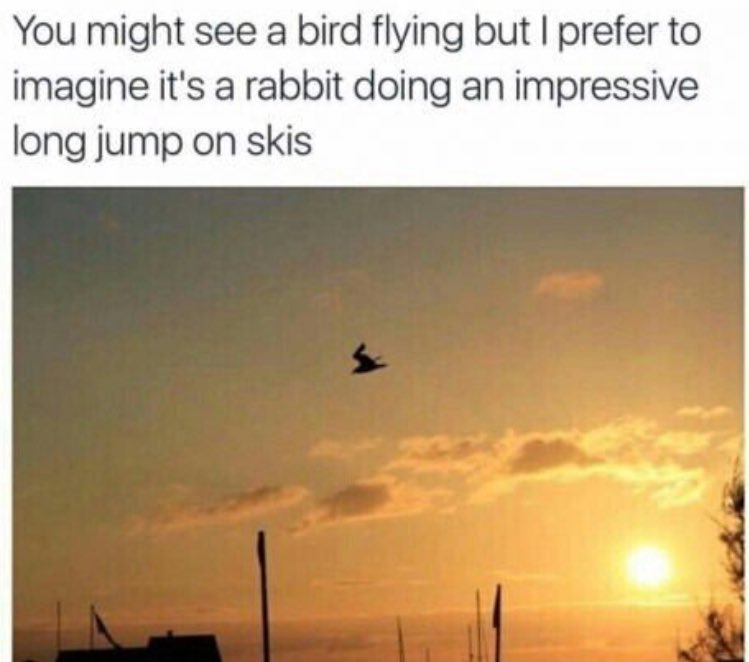 You might see a bird flying but I prefer to
imagine it's a rabbit doing an impressive
long jump on skis